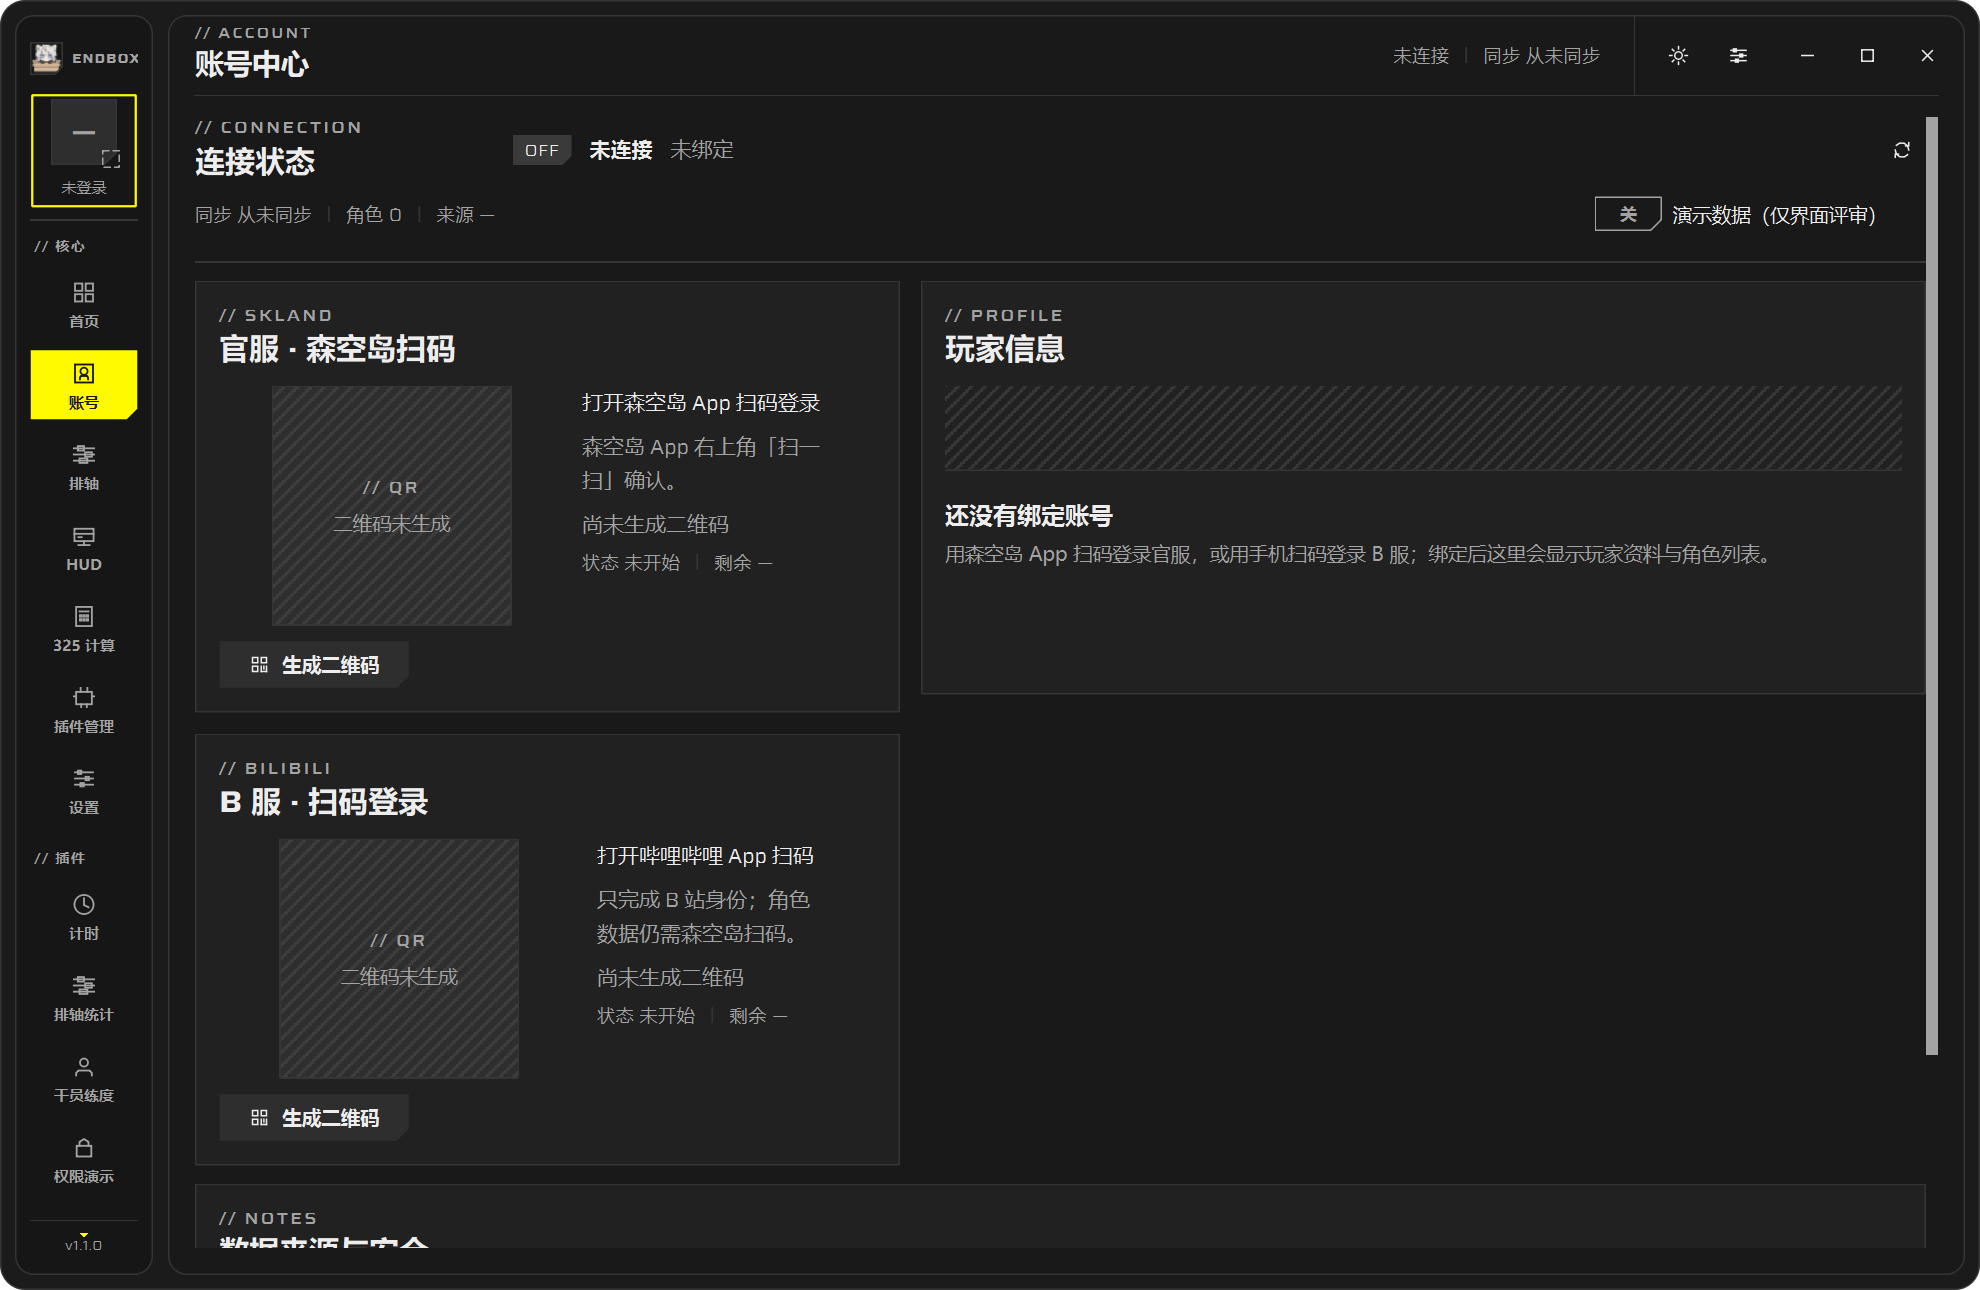 ENDBOX
未登录
// 核心
首页
账号
排轴
HUD
325 计算
插件管理
设置
// 插件
计时
排轴统计
干员练度
权限演示
v1.1.0
// ACCOUNT
账号中心
未连接 同步 从未同步
// CONNECTION
连接状态
OFF 未连接 未绑定
同步 从未同步 角色 0 来源 —
关 演示数据（仅界面评审）
// SKLAND
官服 · 森空岛扫码
// QR
二维码未生成
打开森空岛 App 扫码登录
森空岛 App 右上角「扫一
扫」确认。
尚未生成二维码
状态 未开始 剩余 —
生成二维码
// PROFILE
玩家信息
还没有绑定账号
用森空岛 App 扫码登录官服，或用手机扫码登录 B 服；绑定后这里会显示玩家资料与角色列表。
// BILIBILI
B 服 · 扫码登录
// QR
二维码未生成
打开哔哩哔哩 App 扫码
只完成 B 站身份；角色
数据仍需森空岛扫码。
尚未生成二维码
状态 未开始 剩余 —
生成二维码
// NOTES
数据来源与安全